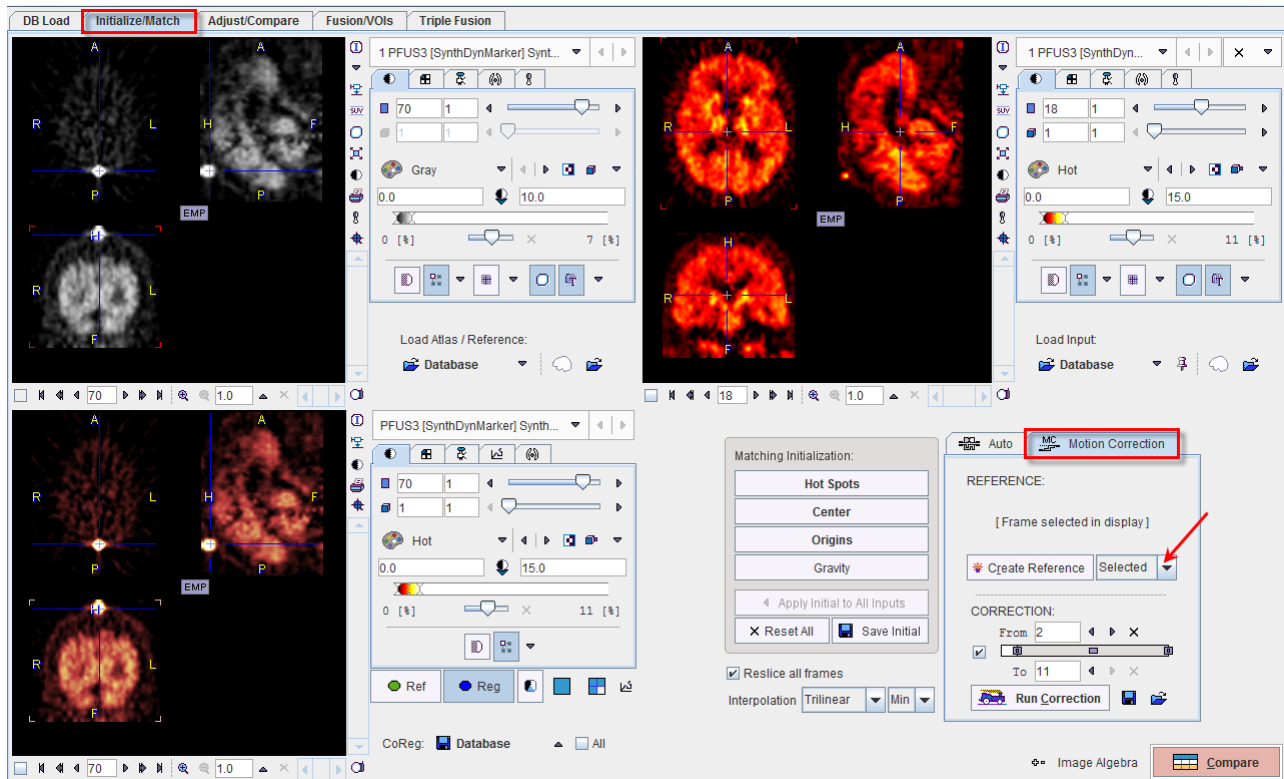 DB Load Initialize/Match Adjust/Compare Fusion/VOIs Triple Fusion
A A
R L H F
P P
EMP
H
R L
F
SUV
1 PFUS3 [SynthDynMarker] Synt...
70 1
1 1
Gray
0.0 10.0
0 [%] 7 [%]
Load Atlas / Reference:
Database
70 1.0
A A
R L H F
P P
EMP
H
R L
F
SUV
1 PFUS3 [SynthDyn... X
18 1
1 1
Hot
0.0 15.0
0 [%] 11 [%]
Load Input:
Database
18 1.0
A A
R L H F
P P
EMP
H
R L
F
PFUS3 [SynthDynMarker] Synth...
70 1
1 1
Hot
0.0 15.0
0 [%] 11 [%]
Ref Reg
CoReg: Database All
70 1.0
Matching Initialization:
Hot Spots
Center
Origins
Gravity
Apply Initial to All Inputs
X Reset All Save Initial
Reslice all frames
Interpolation Trilinear Min
Auto MC Motion Correction
REFERENCE:
[ Frame selected in display ]
Create Reference Selected
CORRECTION:
From 2
To 11
Run Correction
Image Algebra Compare